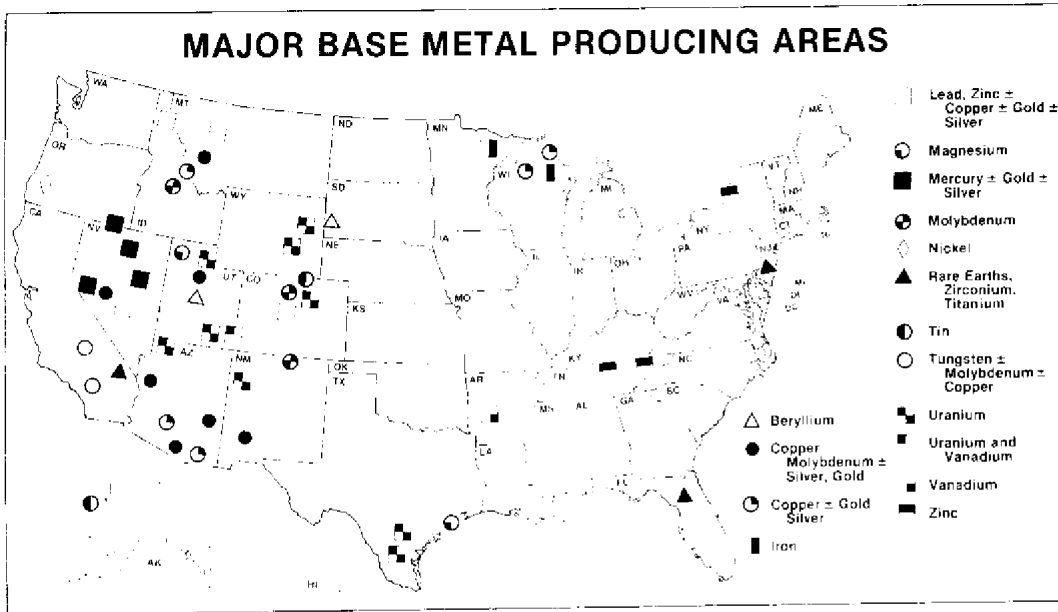 MAJOR BASE METAL PRODUCING AREAS
WA
MT
ND
MN
ME
OR
ID
WY
SD
WI
MI
VT
NH
MA
CT
NY
CA
NV
UT
CO
NE
IA
IN
OH
PA
NJ
WV
VA
KS
MO
KY
AZ
NM
OK
TX
AR
TN
NC
SC
MS
AL
GA
LA
FL
AK
HI
Lead, Zinc ±
Copper ± Gold ±
Silver
Magnesium
Mercury ± Gold ±
Silver
Molybdenum
Nickel
Rare Earths,
Zirconium,
Titanium
Tin
Tungsten ±
Molybdenum ±
Copper
Uranium
Uranium and
Vanadium
Vanadium
Zinc
Beryllium
Copper
Molybdenum ±
Silver, Gold
Copper ± Gold
Silver
Iron